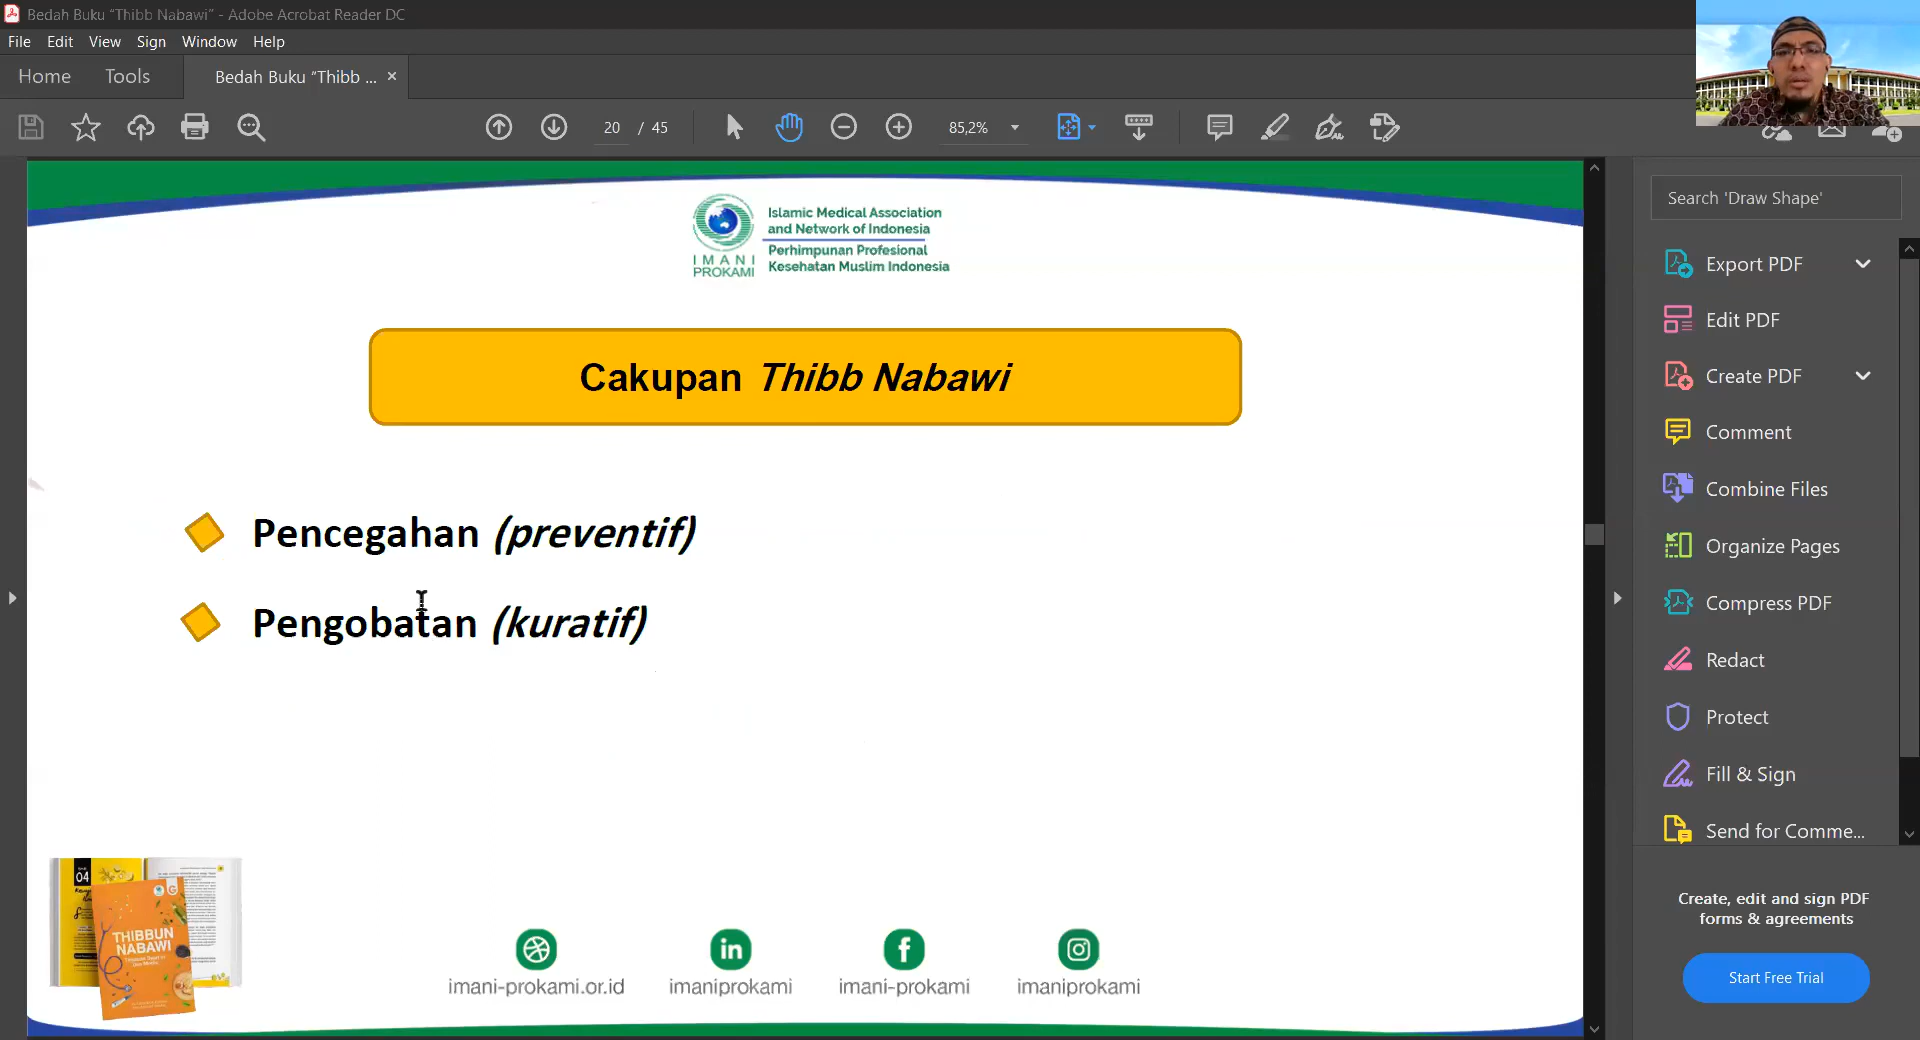 Bedah Buku “Thibb Nabawi” - Adobe Acrobat Reader DC
File Edit View Sign Window Help
Home Tools Bedah Buku “Thibb ...
20 / 45 85,2%
Islamic Medical Association
and Network of Indonesia
Perhimpunan Profesional
Kesehatan Muslim Indonesia
IMANI
PROKAMI
Cakupan Thibb Nabawi
Pencegahan (preventif)
Pengobatan (kuratif)
04
THIBBUN
NABAWI
imani-prokami.or.id
imaniprokami
imani-prokami
imaniprokami
Search 'Draw Shape'
Export PDF
Edit PDF
Create PDF
Comment
Combine Files
Organize Pages
Compress PDF
Redact
Protect
Fill & Sign
Send for Comme...
Create, edit and sign PDF
forms & agreements
Start Free Trial